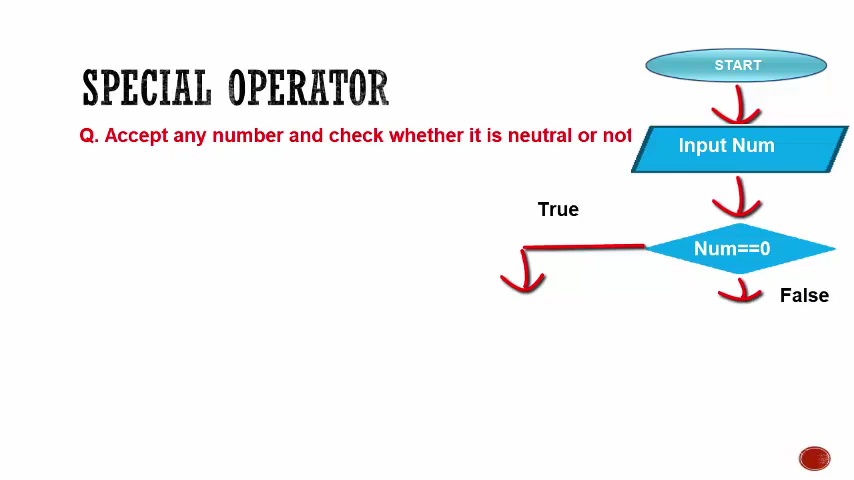 SPECIAL OPERATOR
Q. Accept any number and check whether it is neutral or not
START
Input Num
True
Num==0
False